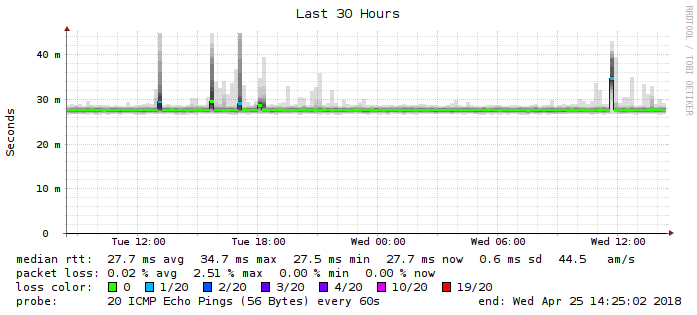 Last 30 Hours
RRDTOOL / TOBI OETIKER
Seconds
40 m
30 m
20 m
10 m
0
Tue 12:00 Tue 18:00 Wed 00:00 Wed 06:00 Wed 12:00
median rtt: 27.7 ms avg 34.7 ms max 27.5 ms min 27.7 ms now 0.6 ms sd 44.5 am/s
packet loss: 0.02 % avg 2.51 % max 0.00 % min 0.00 % now
loss color: 0 1/20 2/20 3/20 4/20 10/20 19/20
probe: 20 ICMP Echo Pings (56 Bytes) every 60s end: Wed Apr 25 14:25:02 2018